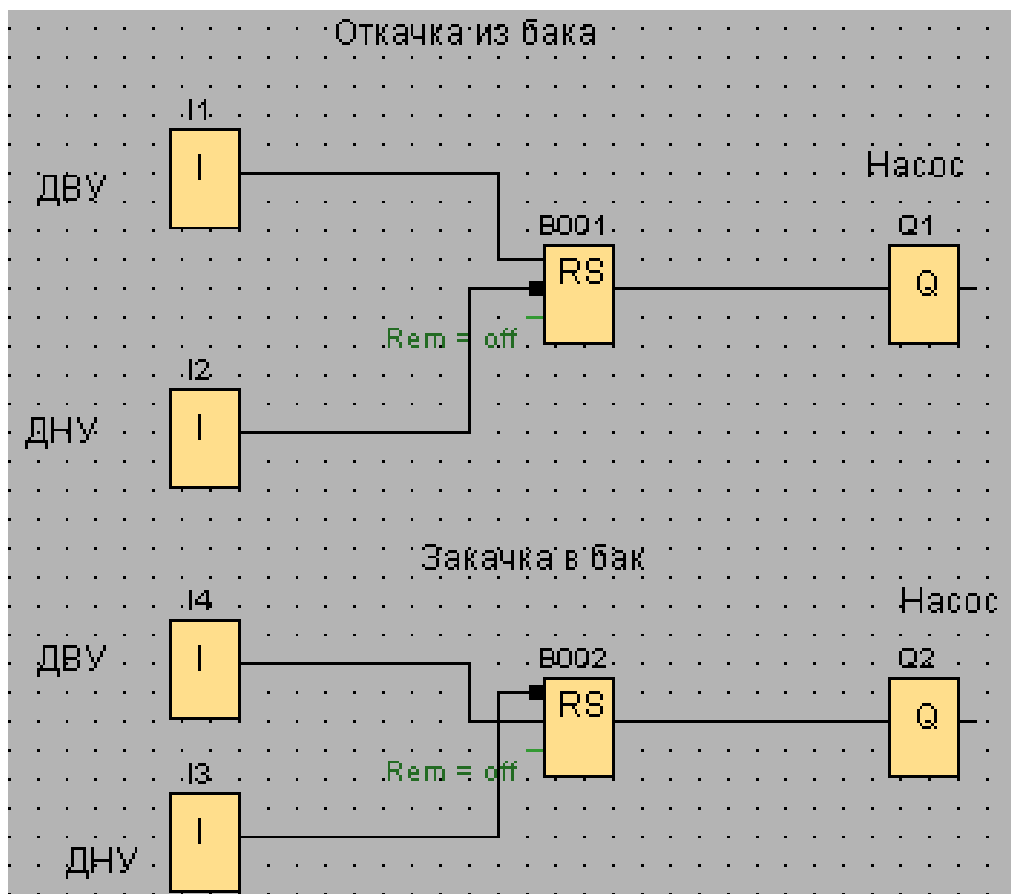 Откачка из бака
I1
I
ДВУ
Насос
B001
RS
Q1
Q
Rem = off
I2
I
ДНУ
Закачка в бак
I4
I
ДВУ
Насос
B002
RS
Q2
Q
Rem = off
I3
I
ДНУ